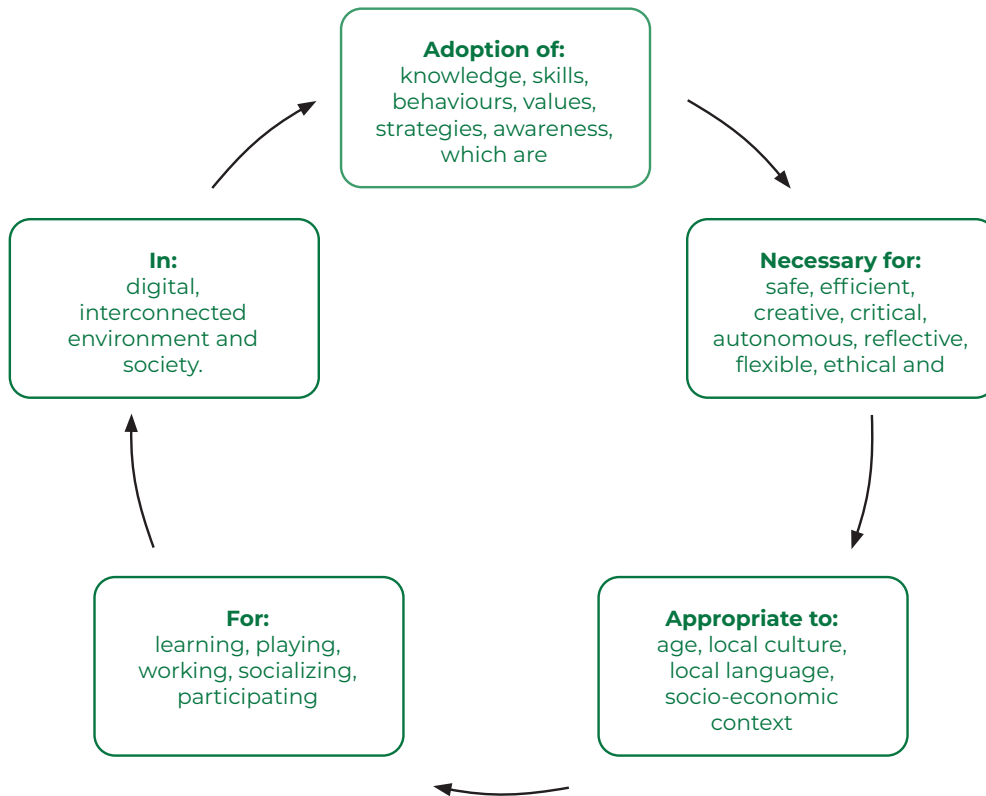 Adoption of:
knowledge, skills,
behaviours, values,
strategies, awareness,
which are
Necessary for:
safe, efficient,
creative, critical,
autonomous, reflective,
flexible, ethical and
Appropriate to:
age, local culture,
local language,
socio-economic
context
For:
learning, playing,
working, socializing,
participating
In:
digital,
interconnected
environment and
society.